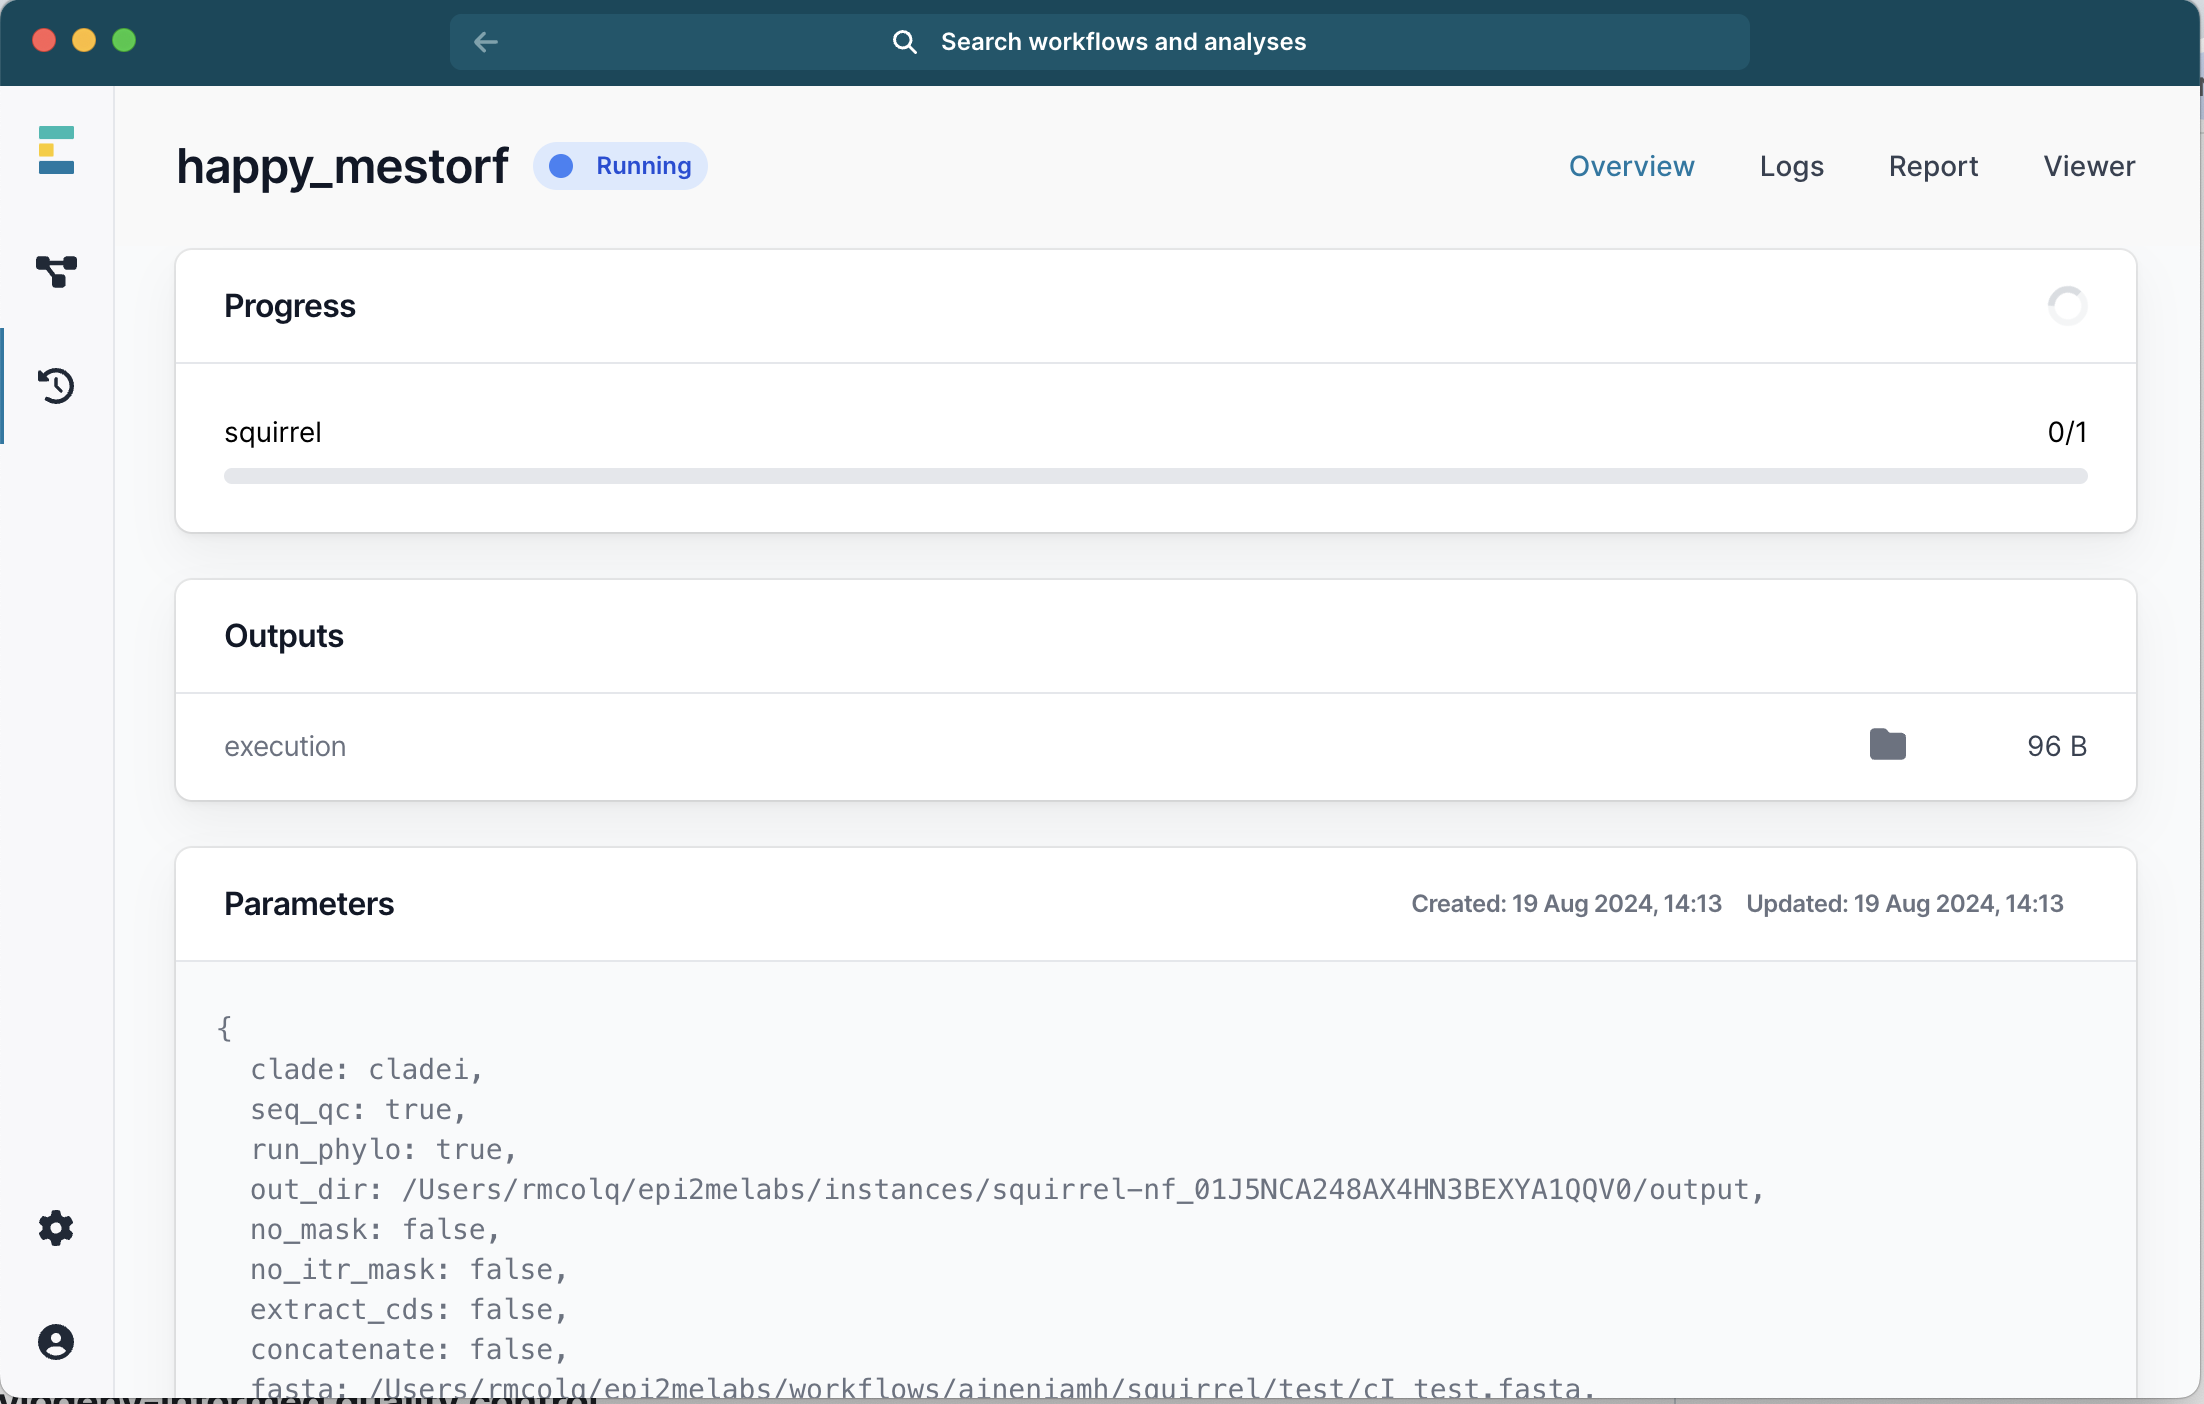 Search workflows and analyses
happy_mestorf Running Overview Logs Report Viewer
Progress
squirrel 0/1
Outputs
execution 96 B
Parameters Created: 19 Aug 2024, 14:13 Updated: 19 Aug 2024, 14:13
{
clade: cladei,
seq_qc: true,
run_phylo: true,
out_dir: /Users/rmcolq/epi2melabs/instances/squirrel-nf_01J5NCA248AX4HN3BEXYA1QQV0/output,
no_mask: false,
no_itr_mask: false,
extract_cds: false,
concatenate: false,
fasta: /Users/rmcolq/epi2melabs/workflows/aineniamh/squirrel/test/cI_test.fasta,
quality control